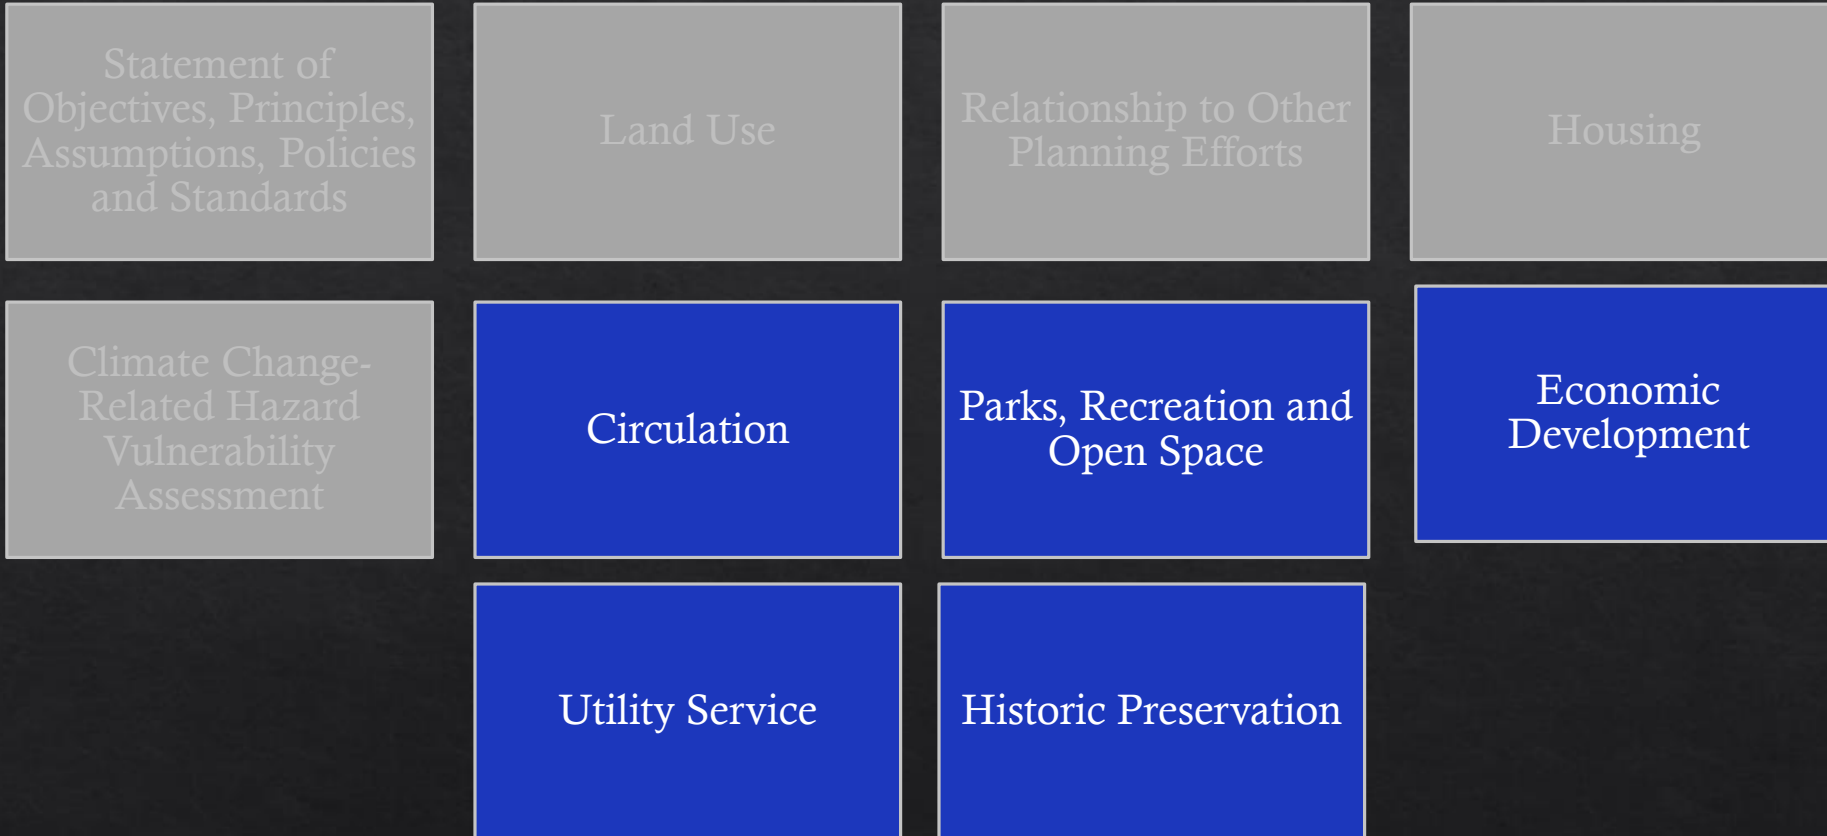 Statement of
Objectives, Principles,
Assumptions, Policies
and Standards
Land Use
Relationship to Other
Planning Efforts
Housing
Climate Change-
Related Hazard
Vulnerability
Assessment
Circulation
Parks, Recreation and
Open Space
Economic
Development
Utility Service
Historic Preservation